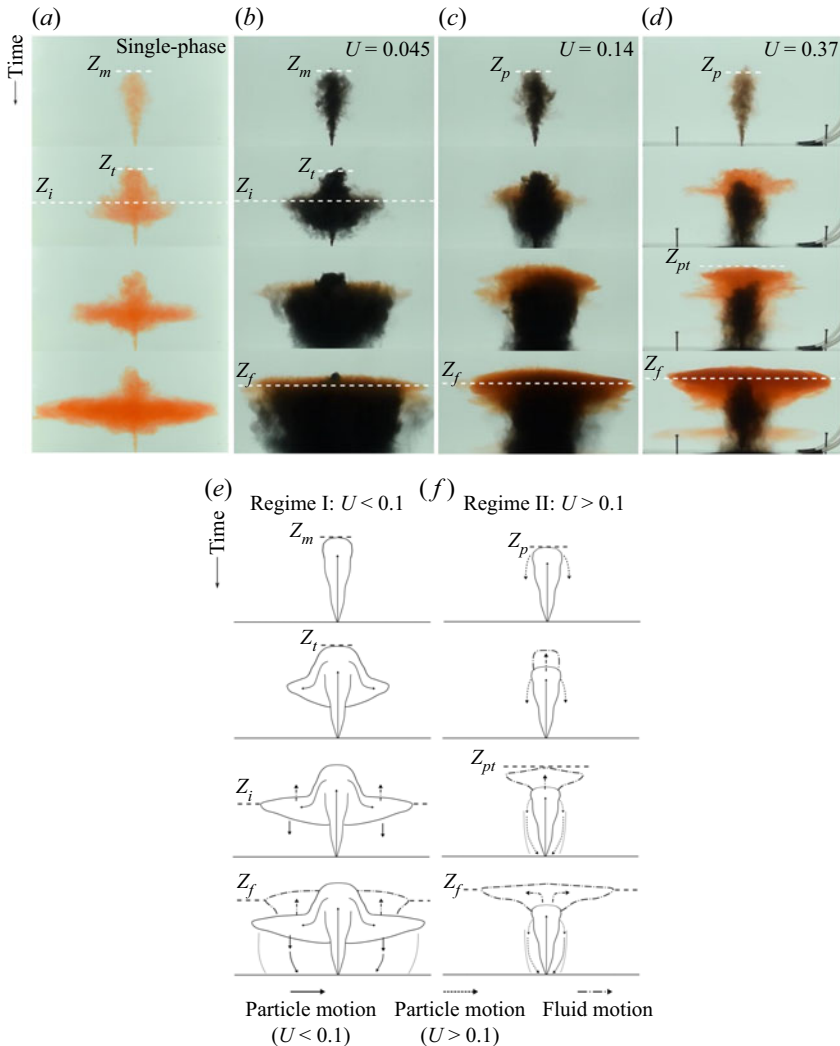 (a)
(b)
(c)
(d)
Time
Single-phase
U = 0.045
U = 0.14
U = 0.37
Z_m
Z_m
Z_p
Z_p
Z_t
Z_t
Z_i
Z_i
Z_pt
Z_f
Z_f
Z_f
(e)
(f)
Regime I: U < 0.1
Regime II: U > 0.1
Time
Z_m
Z_p
Z_t
Z_pt
Z_i
Z_f
Z_f
Particle motion
(U < 0.1)
Particle motion
(U > 0.1)
Fluid motion